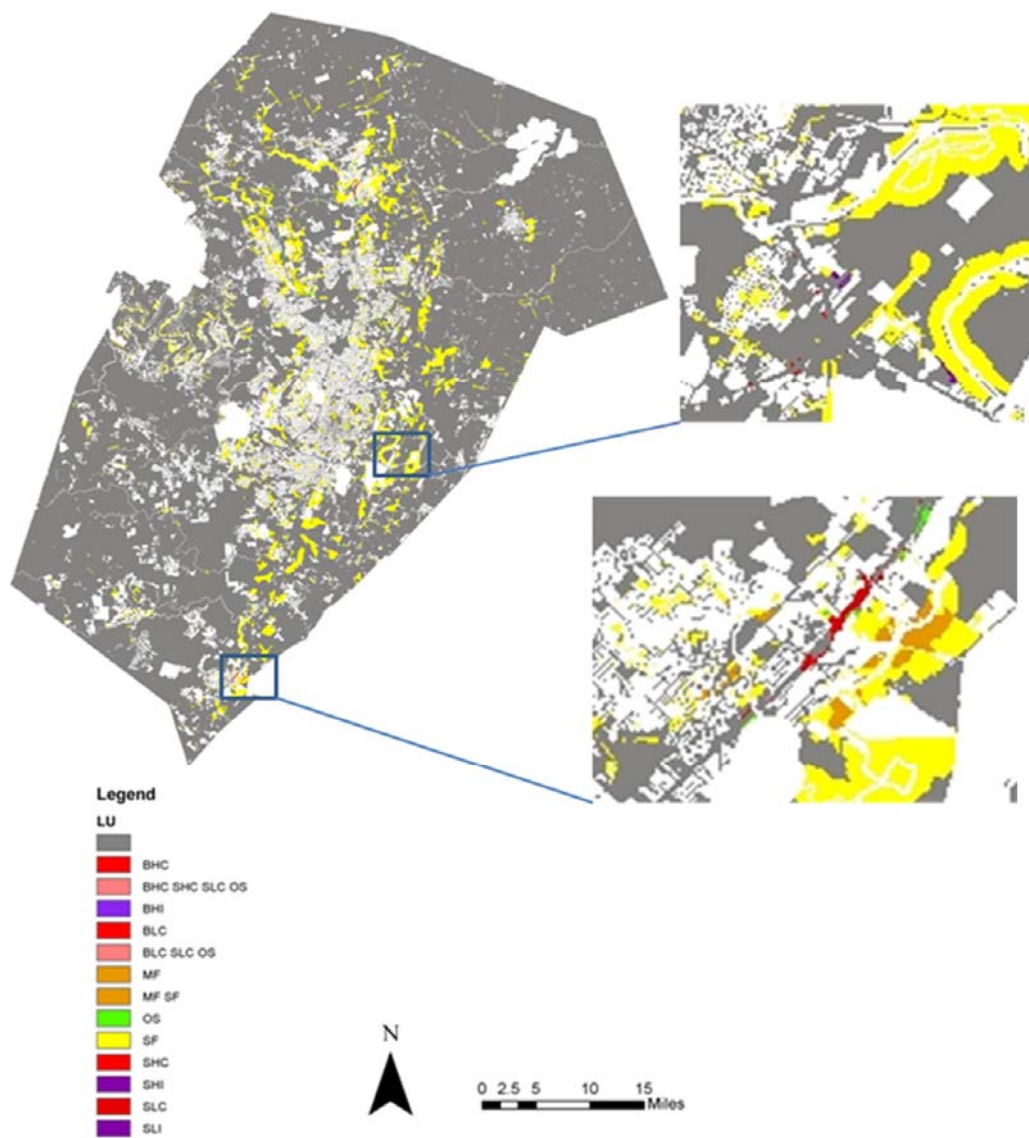 Legend
LU
BHC
BHC SHC SLC OS
BHI
BLC
BLC SLC OS
MF
MF SF
OS
SF
SHC
SHI
SLC
SLI
N
0 2.5 5 10 15
Miles